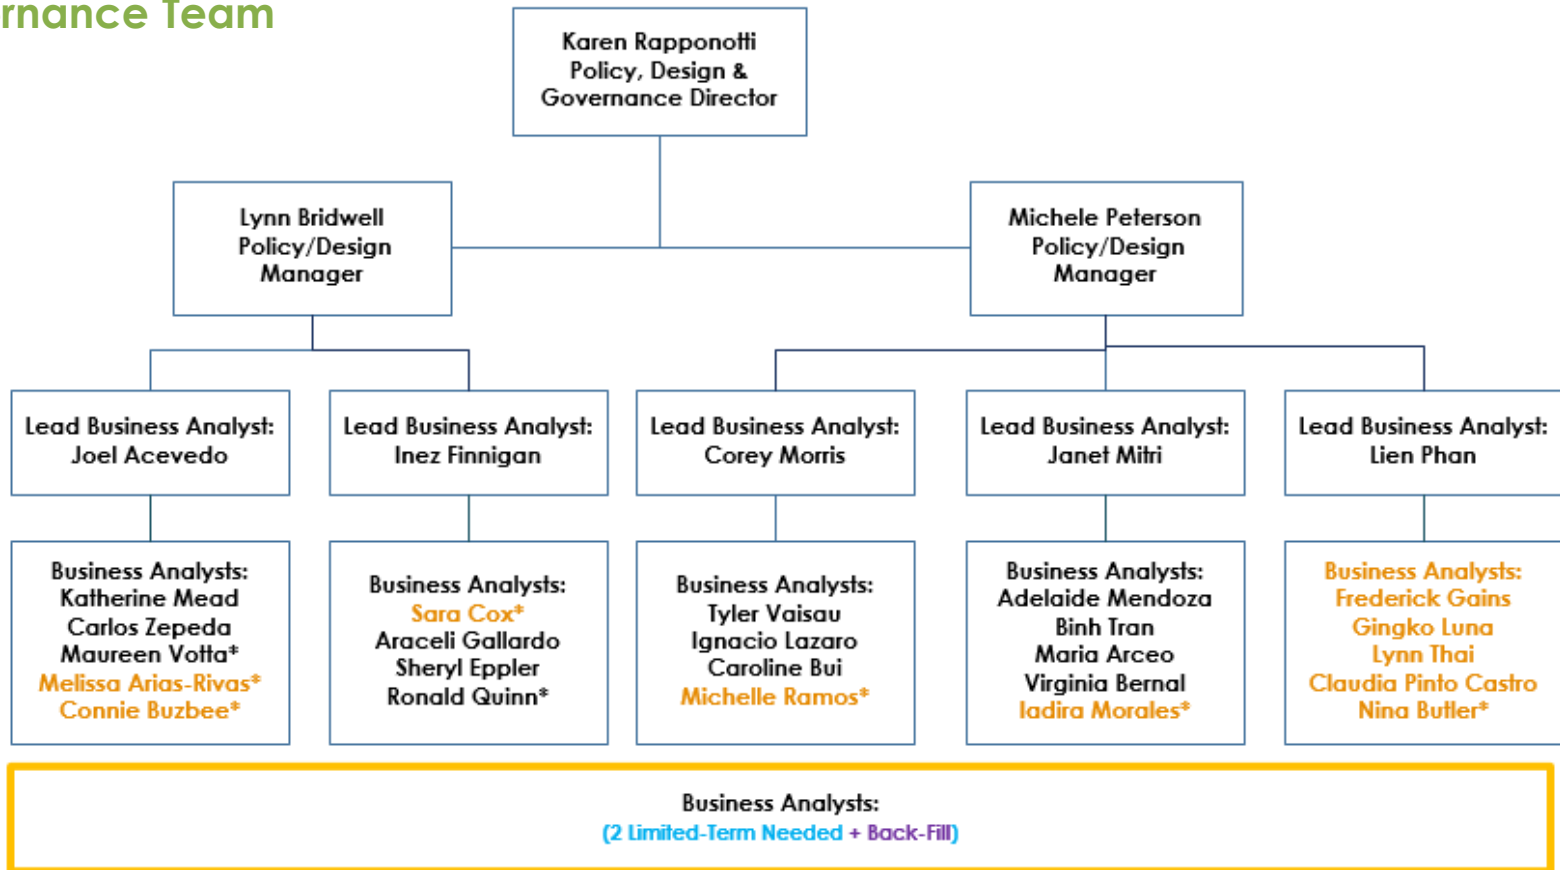 rnance Team
Karen Rapponotti
Policy, Design &
Governance Director
Lynn Bridwell
Policy/Design
Manager
Michele Peterson
Policy/Design
Manager
Lead Business Analyst:
Joel Acevedo
Lead Business Analyst:
Inez Finnigan
Lead Business Analyst:
Corey Morris
Lead Business Analyst:
Janet Mitri
Lead Business Analyst:
Lien Phan
Business Analysts:
Katherine Mead
Carlos Zepeda
Maureen Votta*
Melissa Arias-Rivas*
Connie Buzbee*
Business Analysts:
Sara Cox*
Araceli Gallardo
Sheryl Eppler
Ronald Quinn*
Business Analysts:
Tyler Vaisau
Ignacio Lazaro
Caroline Bui
Michelle Ramos*
Business Analysts:
Adelaide Mendoza
Binh Tran
Maria Arceo
Virginia Bernal
Iadira Morales*
Business Analysts:
Frederick Gains
Gingko Luna
Lynn Thai
Claudia Pinto Castro
Nina Butler*
Business Analysts:
(2 Limited-Term Needed + Back-Fill)